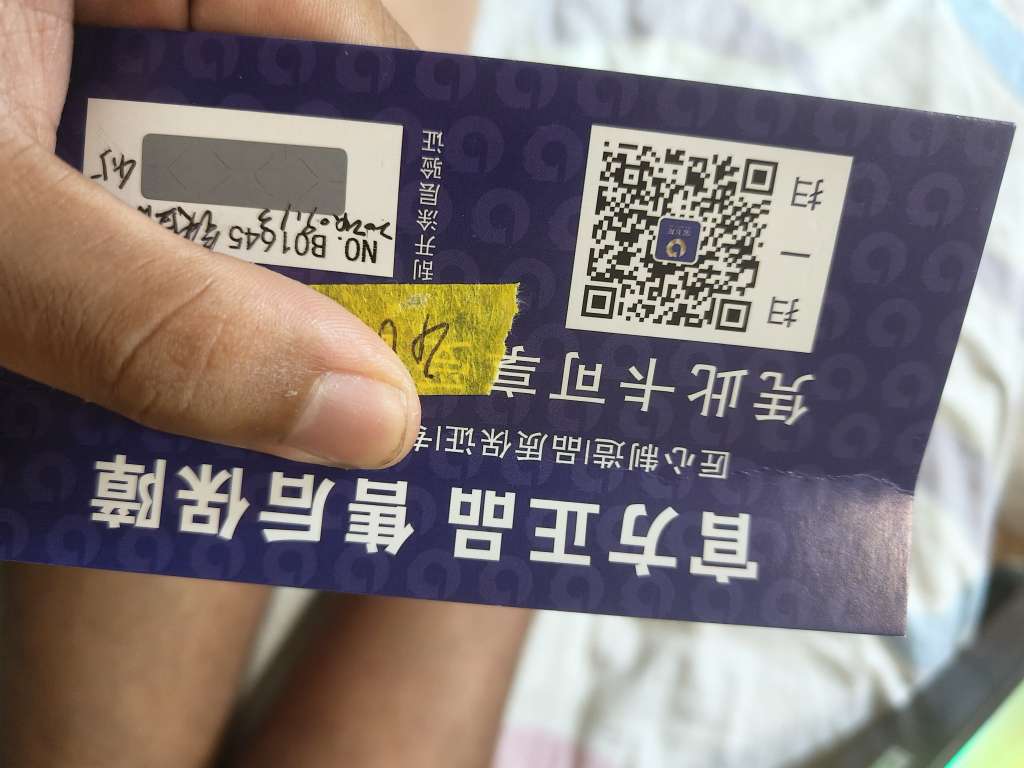 官方正品 售后保障
匠心制造品质保证
凭此卡可享
扫一扫
刮开涂层验证
NO. B01645